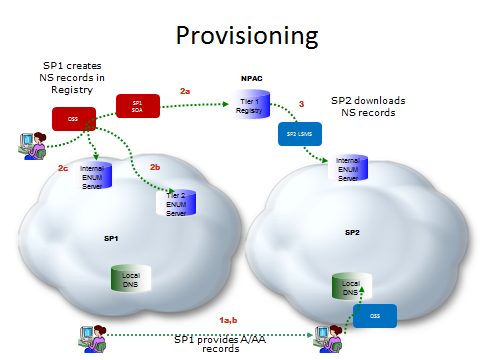 Provisioning
SP1 creates
NS records in
Registry
OSS
SP1
SOA
2a
NPAC
Tier 1
Registry
3
SP2 LSMS
SP2 downloads
NS records
2c
2b
Internal
ENUM
Server
Tier 2
ENUM
Server
Internal
ENUM
Server
SP1
SP2
Local
DNS
Local
DNS
OSS
1a,b
SP1 provides A/AA
records